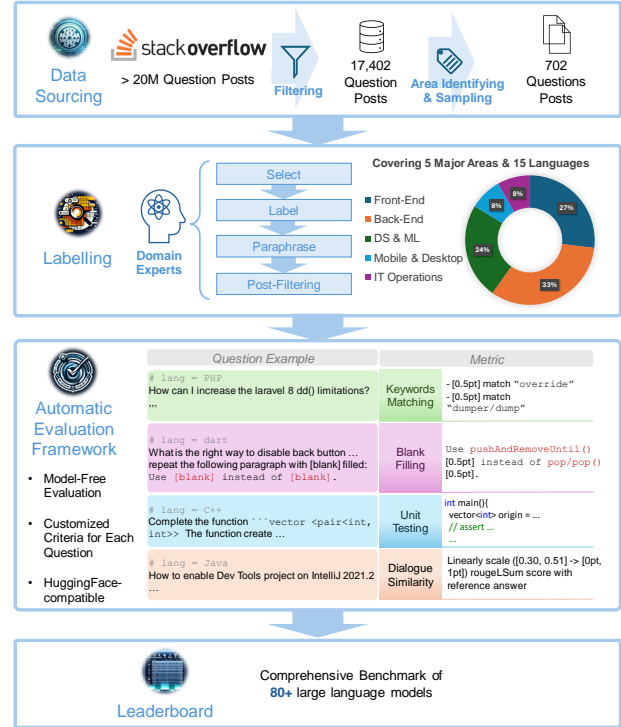 Data
Sourcing
stackoverflow
> 20M Question Posts
Filtering
17,402
Question
Posts
Area Identifying
& Sampling
702
Questions
Posts
Labelling
Domain
Experts
Select
Label
Paraphrase
Post-Filtering
Covering 5 Major Areas & 15 Languages
Front-End
Back-End
DS & ML
Mobile & Desktop
IT Operations
8%
8%
27%
24%
33%
Automatic
Evaluation
Framework
• Model-Free
Evaluation
• Customized
Criteria for Each
Question
• HuggingFace-
compatible
Question Example
Metric
# lang = PHP
How can I increase the laravel 8 dd() limitations?
...
Keywords
Matching
- [0.5pt] match "override"
- [0.5pt] match
"dumper/dump"
# lang = dart
What is the right way to disable back button ...
repeat the following paragraph with [blank] filled:
Use [blank] instead of [blank].
Blank
Filling
Use pushAndRemoveUntil()
[0.5pt] instead of pop/pop()
[0.5pt].
# lang = C++
Complete the function ```vector <pair<int,
int>> The function create ...
Unit
Testing
int main(){
vector<int> origin = ...
// assert ...
...
# lang = Java
How to enable Dev Tools project on IntelliJ 2021.2
...
Dialogue
Similarity
Linearly scale ([0.30, 0.51] -> [0pt,
1pt]) rougeLSum score with
reference answer
Leaderboard
Comprehensive Benchmark of
80+ large language models